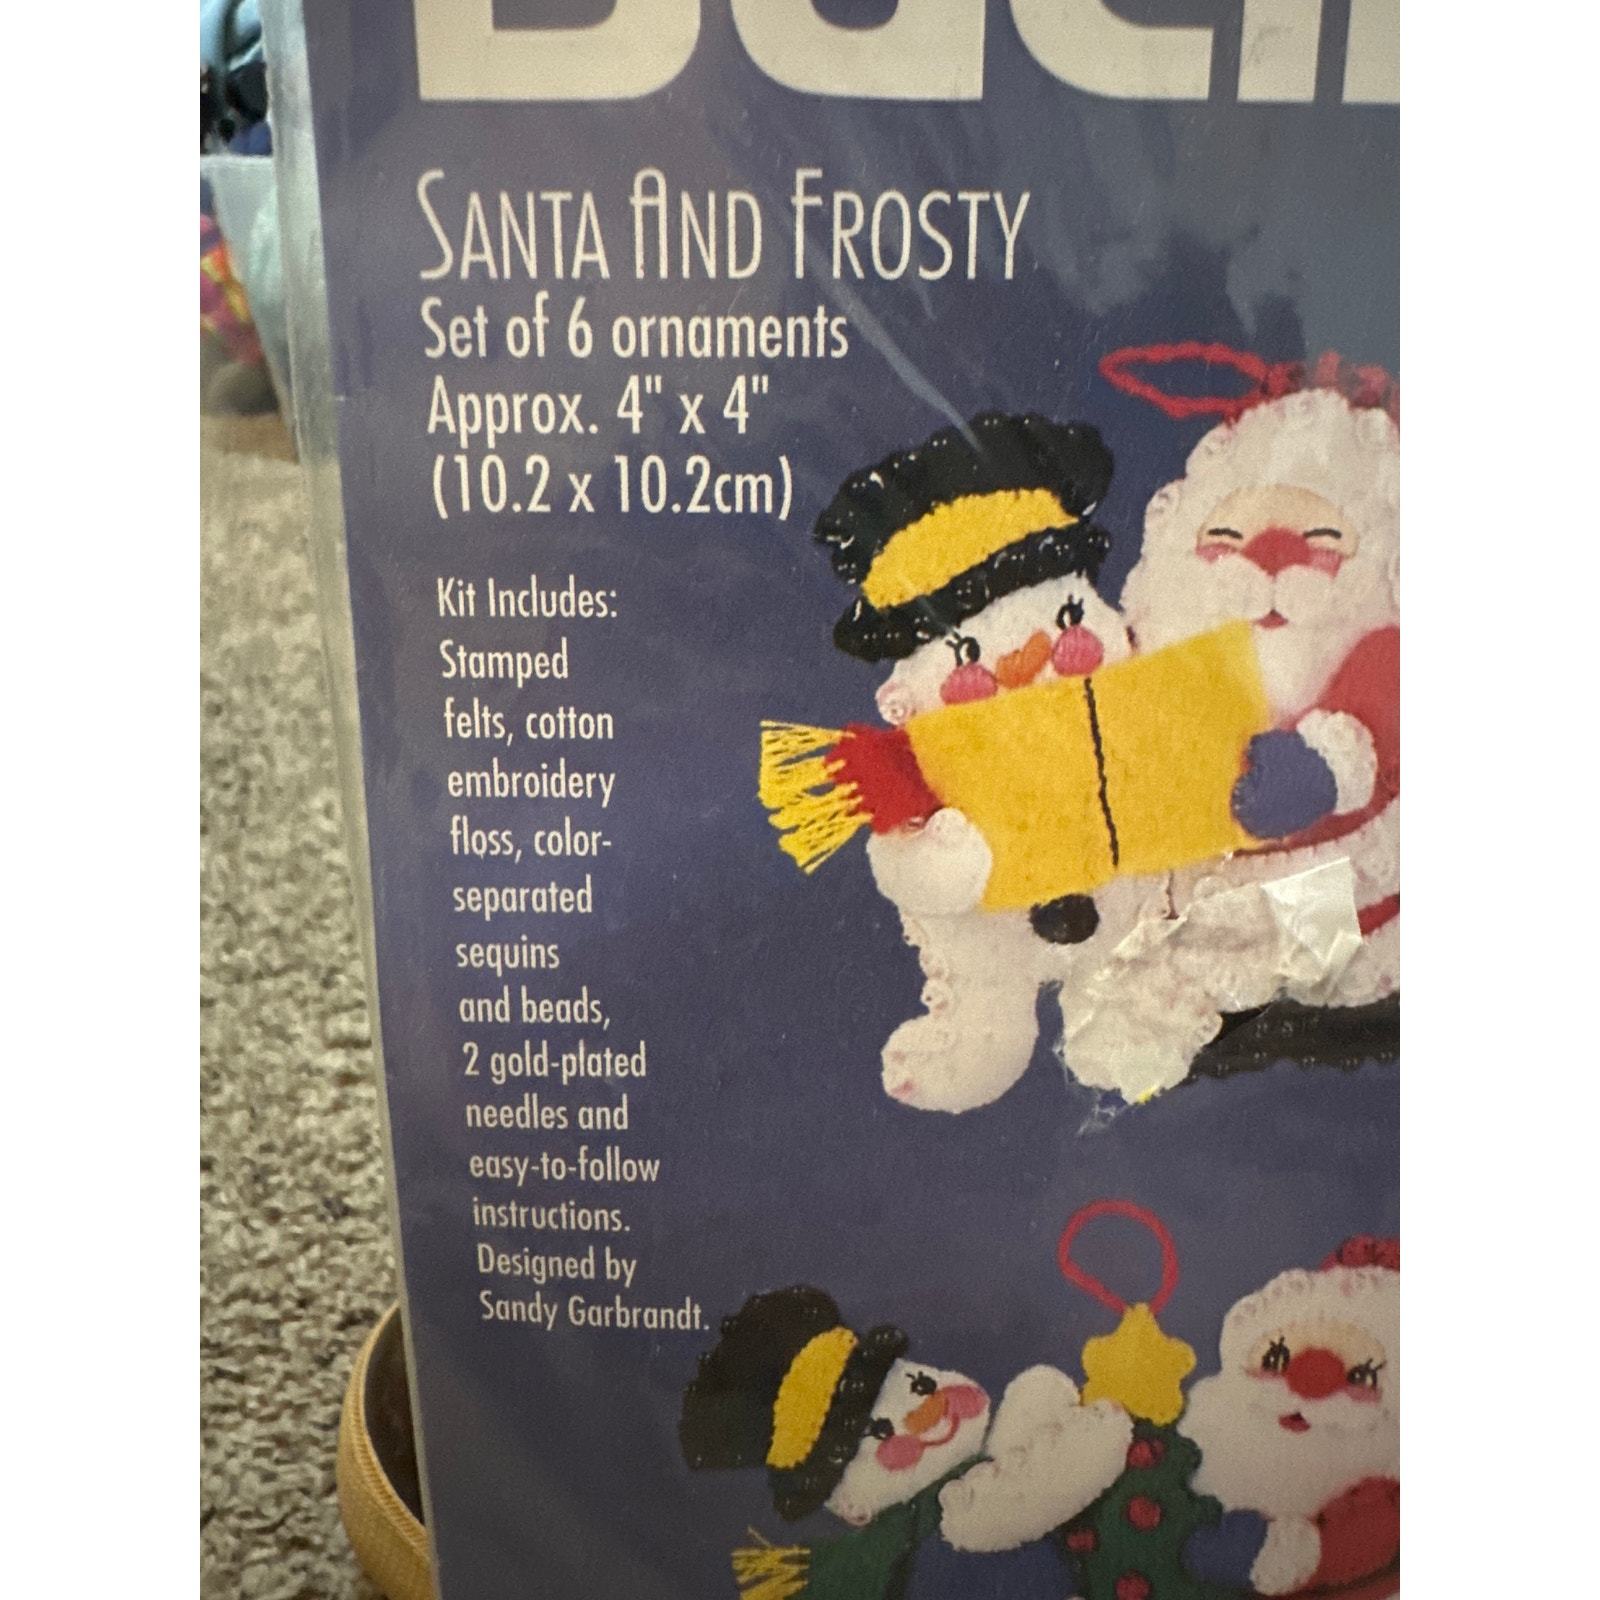 SANTA AND FROSTY
Set of 6 ornaments
Approx. 4" x 4"
(10.2 x 10.2cm)
Kit Includes:
Stamped
felts, cotton
embroidery
floss, color-
separated
sequins
and beads,
2 gold-plated
needles and
easy-to-follow
instructions.
Designed by
Sandy Garbrandt.